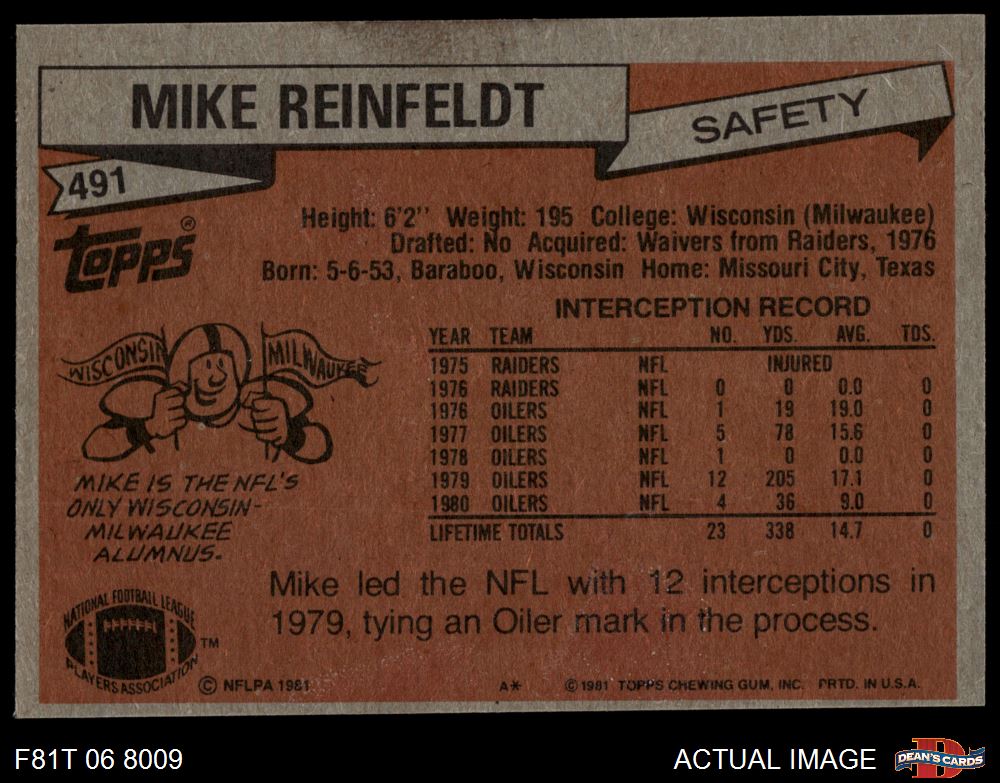 MIKE REINFELDT
SAFETY
491
TOPPS®
Height: 6'2" Weight: 195 College: Wisconsin (Milwaukee)
Drafted: No Acquired: Waivers from Raiders, 1976
Born: 5-6-53, Baraboo, Wisconsin Home: Missouri City, Texas
INTERCEPTION RECORD
YEAR TEAM NO. YDS. AVG. TDS.
1975 RAIDERS NFL INJURED
1976 RAIDERS NFL 0 0 0.0 0
1976 OILERS NFL 1 19 19.0 0
1977 OILERS NFL 5 78 15.6 0
1978 OILERS NFL 1 0 0.0 0
1979 OILERS NFL 12 205 17.1 0
1980 OILERS NFL 4 36 9.0 0
LIFETIME TOTALS 23 338 14.7 0
WISCONSIN MILWAUKEE
MIKE IS THE NFL'S
ONLY WISCONSIN-
MILWAUKEE
ALUMNUS.
Mike led the NFL with 12 interceptions in
1979, tying an Oiler mark in the process.
NATIONAL FOOTBALL LEAGUE
PLAYERS ASSOCIATION ™
© NFLPA 1981 A* © 1981 TOPPS CHEWING GUM, INC. PRTD. IN U.S.A.
F81T 06 8009
ACTUAL IMAGE
D
DEAN'S CARDS